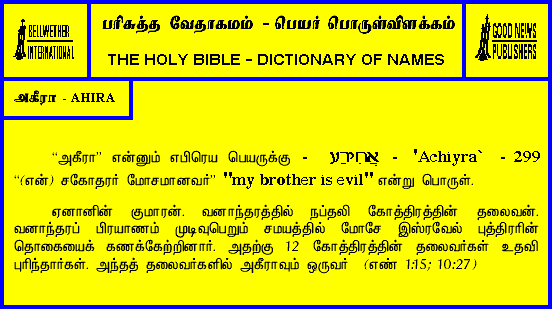 BELLWETHER
INTERNATIONAL
பரிசுத்த வேதாகமம் - பெயர் பொருள்விளக்கம்
THE HOLY BIBLE - DICTIONARY OF NAMES
GOOD NEWS
PUBLISHERS
அகீரா - AHIRA
“அகீரா” என்னும் எபிரெய பெயருக்கு - אֲחִירַע - 'Achiyra` - 299
“(என்) சகோதரர் மோசமானவர்” "my brother is evil" என்று பொருள்.
ஏனானின் குமாரன். வனாந்தரத்தில் நப்தலி கோத்திரத்தின் தலைவன்.
வனாந்தரப் பிரயாணம் முடிவுபெறும் சமயத்தில் மோசே இஸ்ரவேல் புத்திரரின்
தொகையைக் கணக்கேற்றினார். அதற்கு 12 கோத்திரத்தின் தலைவர்கள் உதவி
புரிந்தார்கள். அந்தத் தலைவர்களில் அகீராவும் ஒருவர் (எண் 1:15; 10:27)